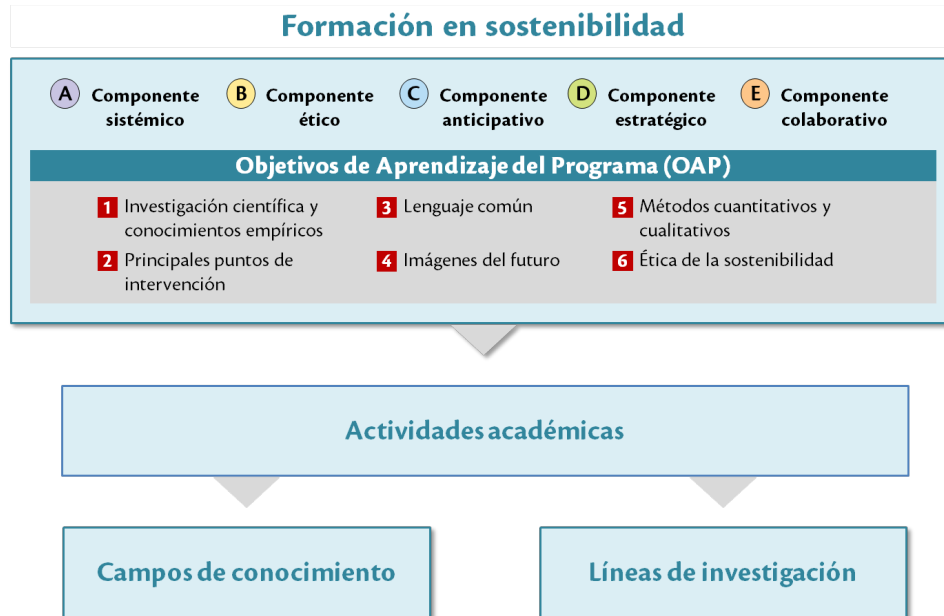 Formación en sostenibilidad
A Componente sistémico
B Componente ético
C Componente anticipativo
D Componente estratégico
E Componente colaborativo
Objetivos de Aprendizaje del Programa (OAP)
1 Investigación científica y
conocimientos empíricos
2 Principales puntos de
intervención
3 Lenguaje común
4 Imágenes del futuro
5 Métodos cuantitativos y
cualitativos
6 Ética de la sostenibilidad
Actividades académicas
Campos de conocimiento
Líneas de investigación